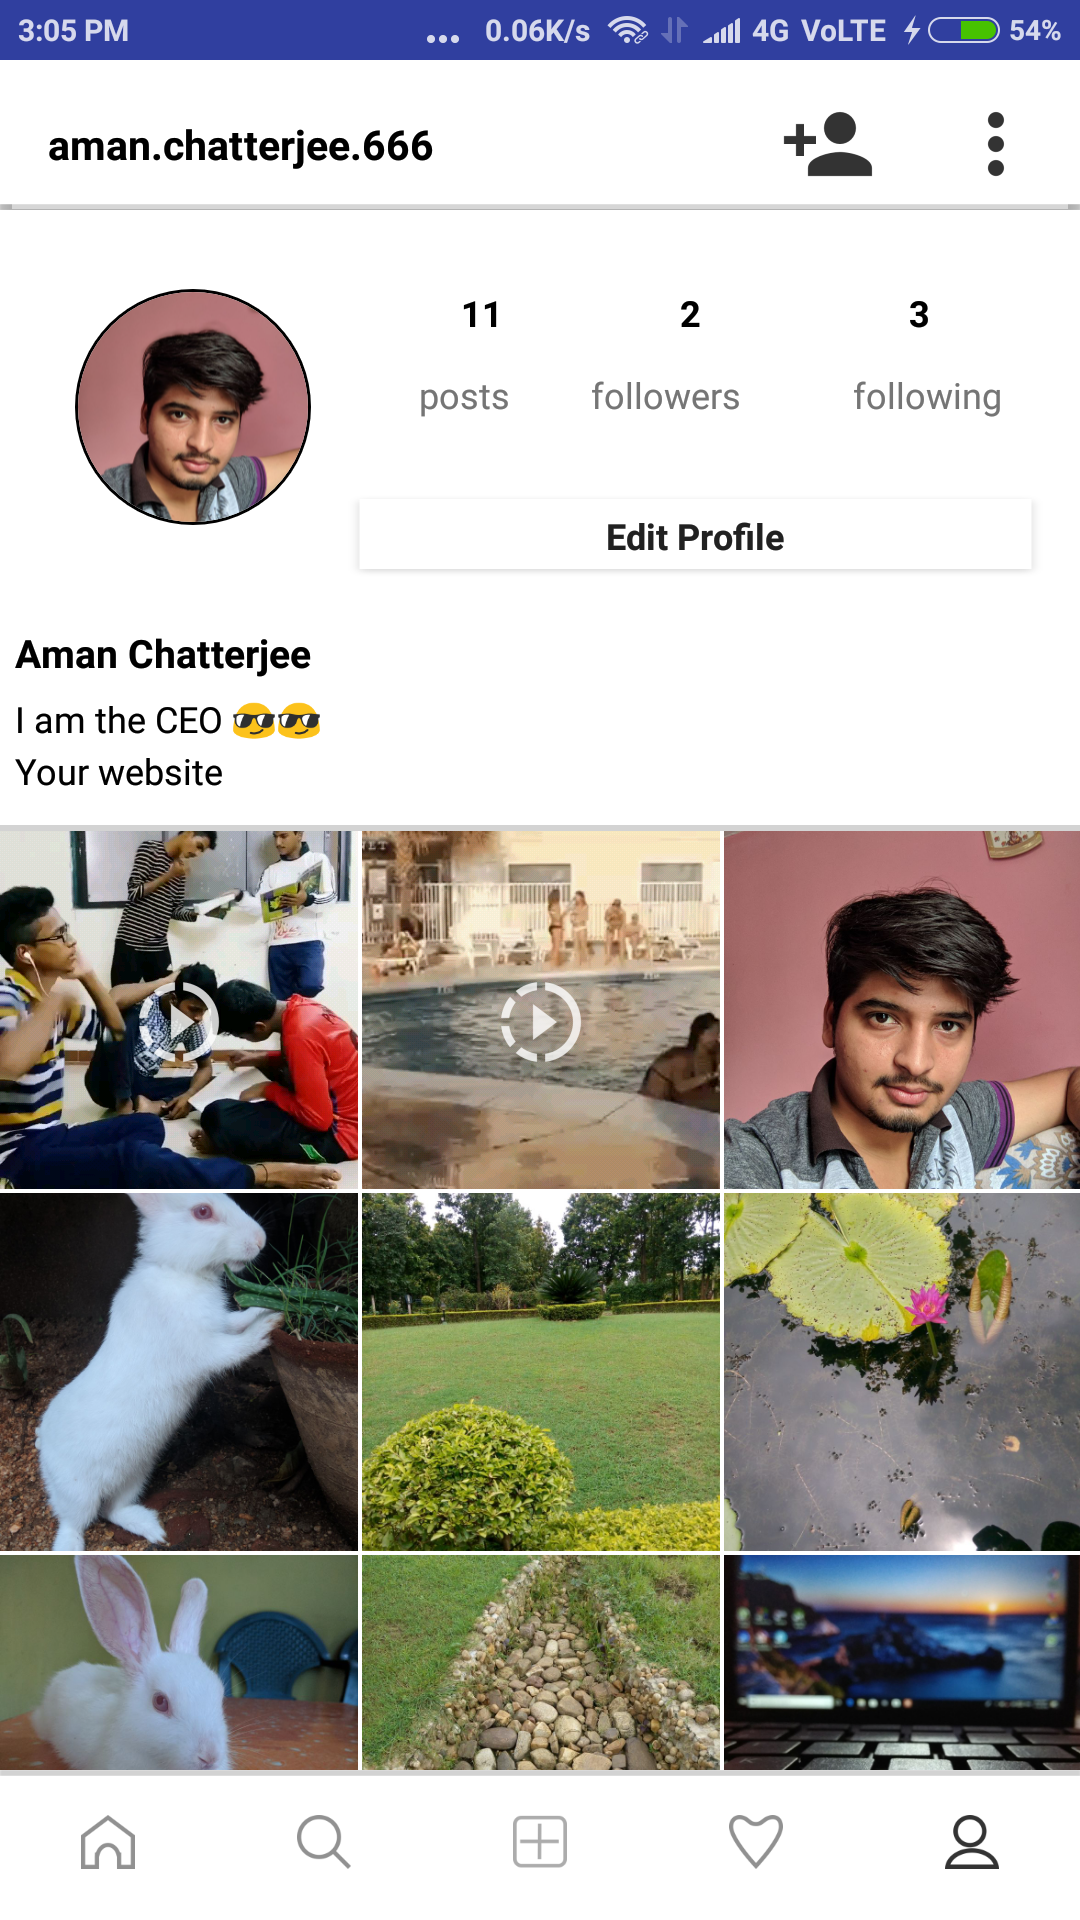 3:05 PM ... 0.06K/s 4G VoLTE 54%
aman.chatterjee.666
11 2 3
posts followers following
Edit Profile
Aman Chatterjee
I am the CEO 😎😎
Your website